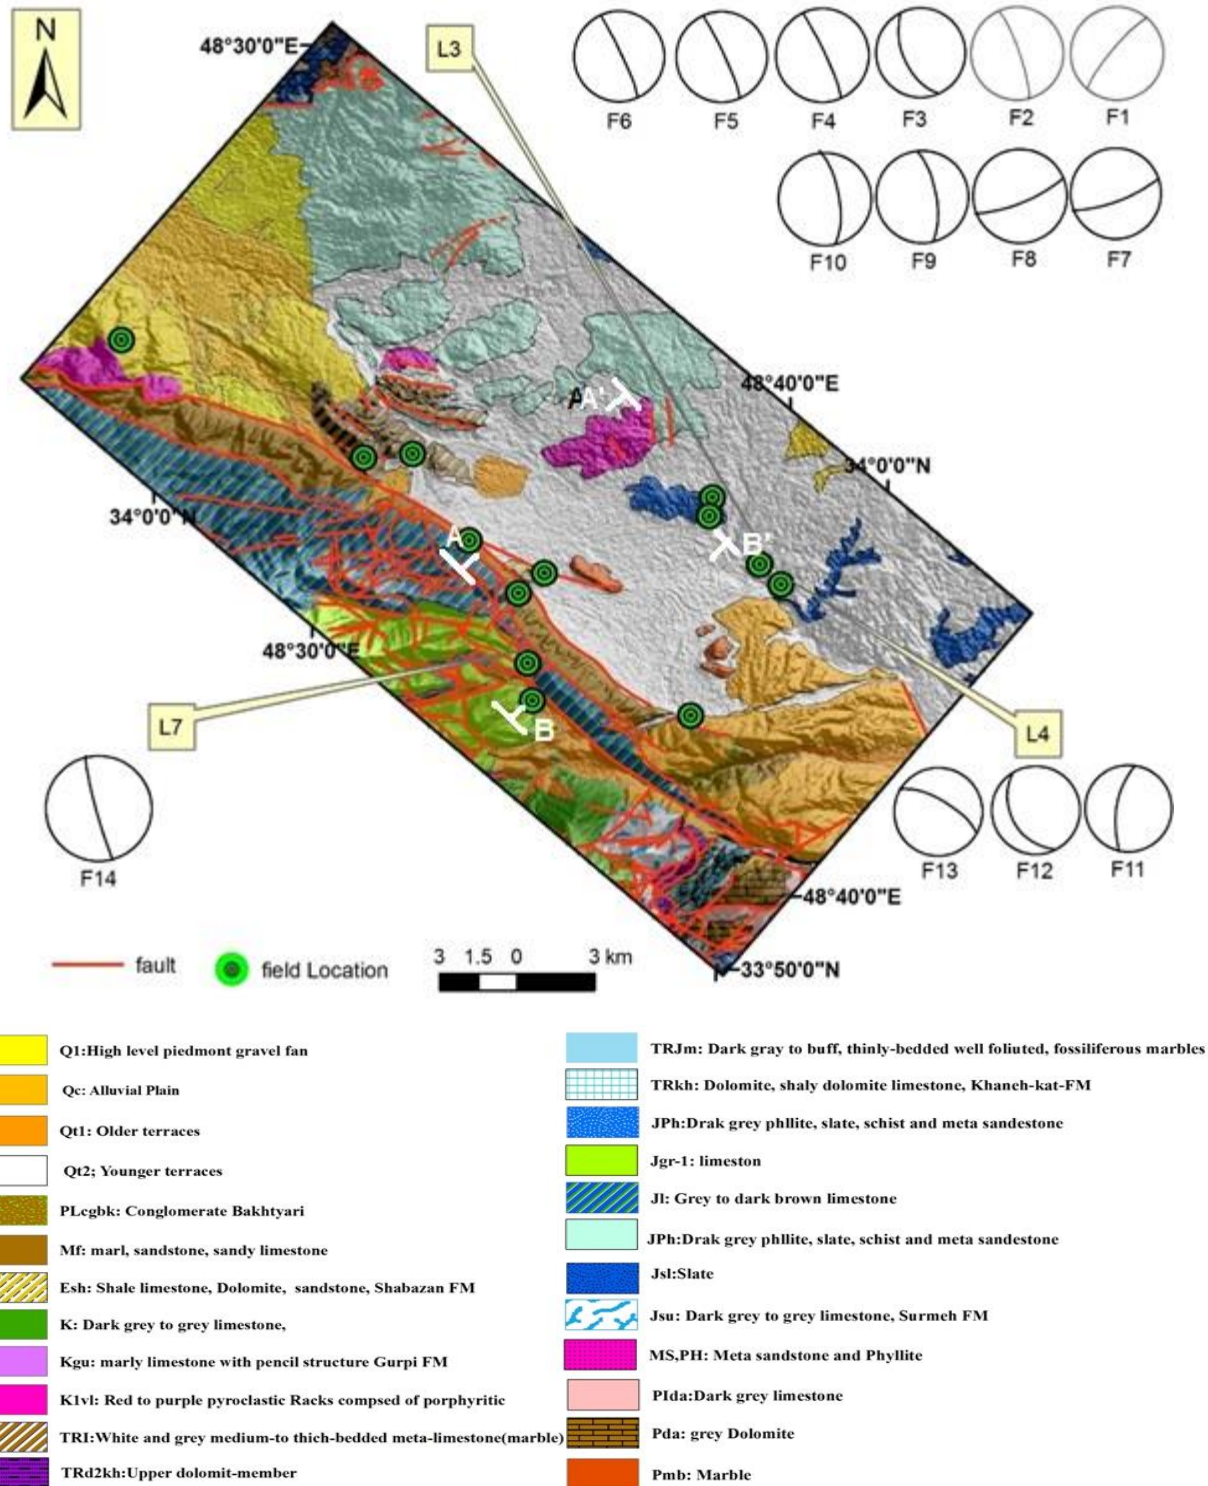 N
48°30'0"E
L3
F6 F5 F4 F3 F2 F1
F10 F9 F8 F7
A A'
48°40'0"E
34°0'0"N
34°0'0"N
A
B'
48°30'0"E
L7
B
L4
F14
F13 F12 F11
48°40'0"E
33°50'0"N
fault
field Location
3 1.5 0 3 km
Q1:High level piedmont gravel fan
Qc: Alluvial Plain
Qt1: Older terraces
Qt2; Younger terraces
PLcgbk: Conglomerate Bakhtyari
Mf: marl, sandstone, sandy limestone
Esh: Shale limestone, Dolomite, sandstone, Shabazan FM
K: Dark grey to grey limestone,
Kgu: marly limestone with pencil structure Gurpi FM
K1vl: Red to purple pyroclastic Racks compsed of porphyritic
TRI:White and grey medium-to thich-bedded meta-limestone(marble)
TRd2kh:Upper dolomit-member
TRJm: Dark gray to buff, thinly-bedded well foliuted, fossiliferous marbles
TRkh: Dolomite, shaly dolomite limestone, Khaneh-kat-FM
JPh:Drak grey phllite, slate, schist and meta sandestone
Jgr-1: limeston
Jl: Grey to dark brown limestone
JPh:Drak grey phllite, slate, schist and meta sandestone
Jsl:Slate
Jsu: Dark grey to grey limestone, Surmeh FM
MS,PH: Meta sandstone and Phyllite
PIda:Dark grey limestone
Pda: grey Dolomite
Pmb: Marble